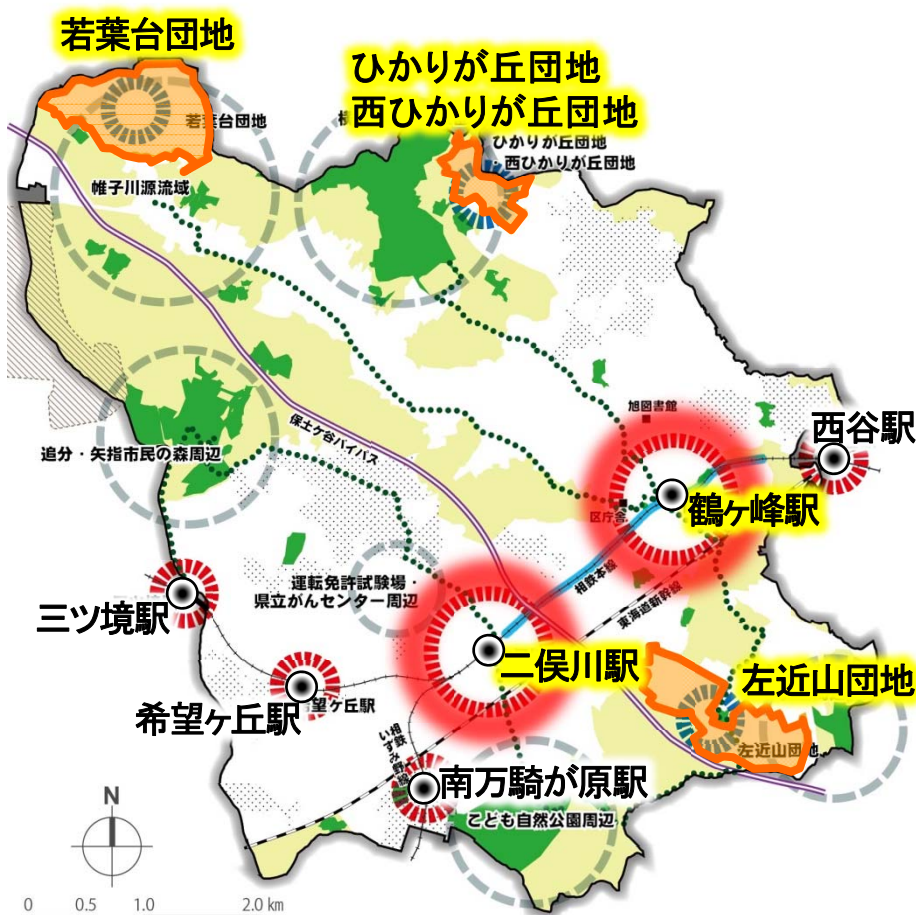 若葉台団地
ひかりが丘団地
西ひかりが丘団地
若葉台団地
ひかりが丘団地
・西ひかりが丘団地
帷子川源流域
旭図書館
西谷駅
保土ケ谷バイパス
追分・矢指市民の森周辺
鶴ヶ峰駅
区庁舎
相鉄本線
東海道新幹線
運転免許試験場・
県立がんセンター周辺
三ツ境駅
二俣川駅
左近山団地
希望ヶ丘駅
望ヶ丘駅
左近山団地
相鉄
いずみ野線
南万騎が原駅
こども自然公園周辺
N
0 0.5 1.0 2.0 km